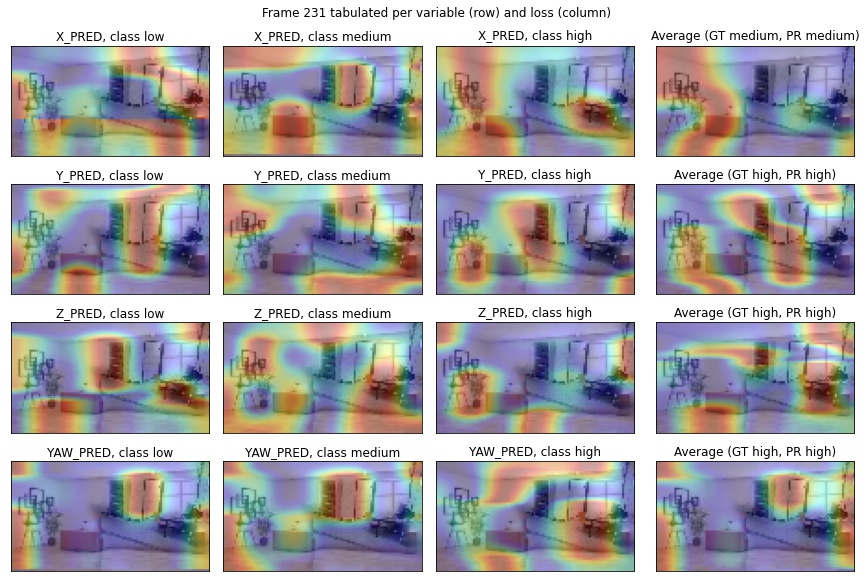 Frame 231 tabulated per variable (row) and loss (column)
X_PRED, class low
X_PRED, class medium
X_PRED, class high
Average (GT medium, PR medium)
Y_PRED, class low
Y_PRED, class medium
Y_PRED, class high
Average (GT high, PR high)
Z_PRED, class low
Z_PRED, class medium
Z_PRED, class high
Average (GT high, PR high)
YAW_PRED, class low
YAW_PRED, class medium
YAW_PRED, class high
Average (GT high, PR high)